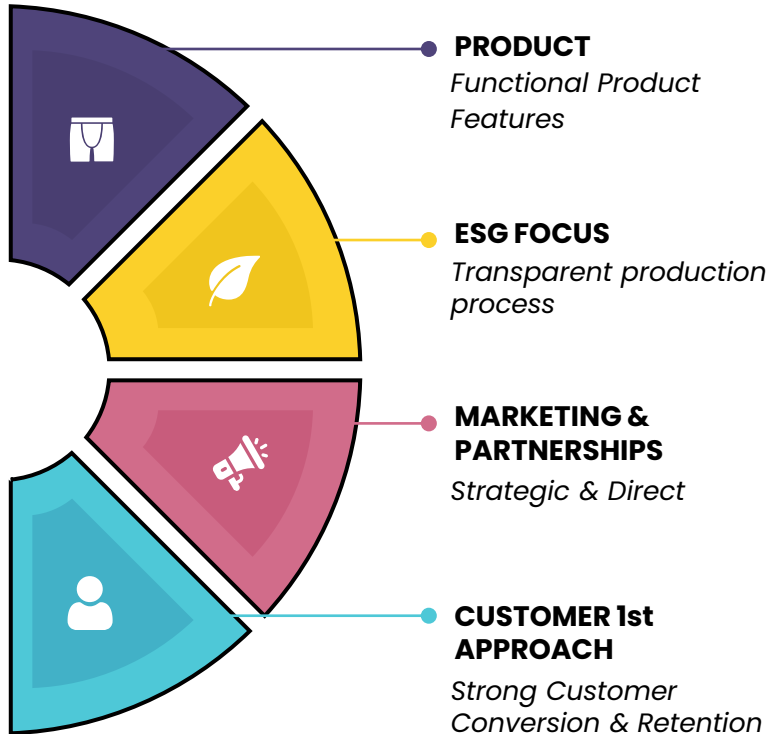 PRODUCT
Functional Product
Features
ESG FOCUS
Transparent production
process
MARKETING &
PARTNERSHIPS
Strategic & Direct
CUSTOMER 1st
APPROACH
Strong Customer
Conversion & Retention